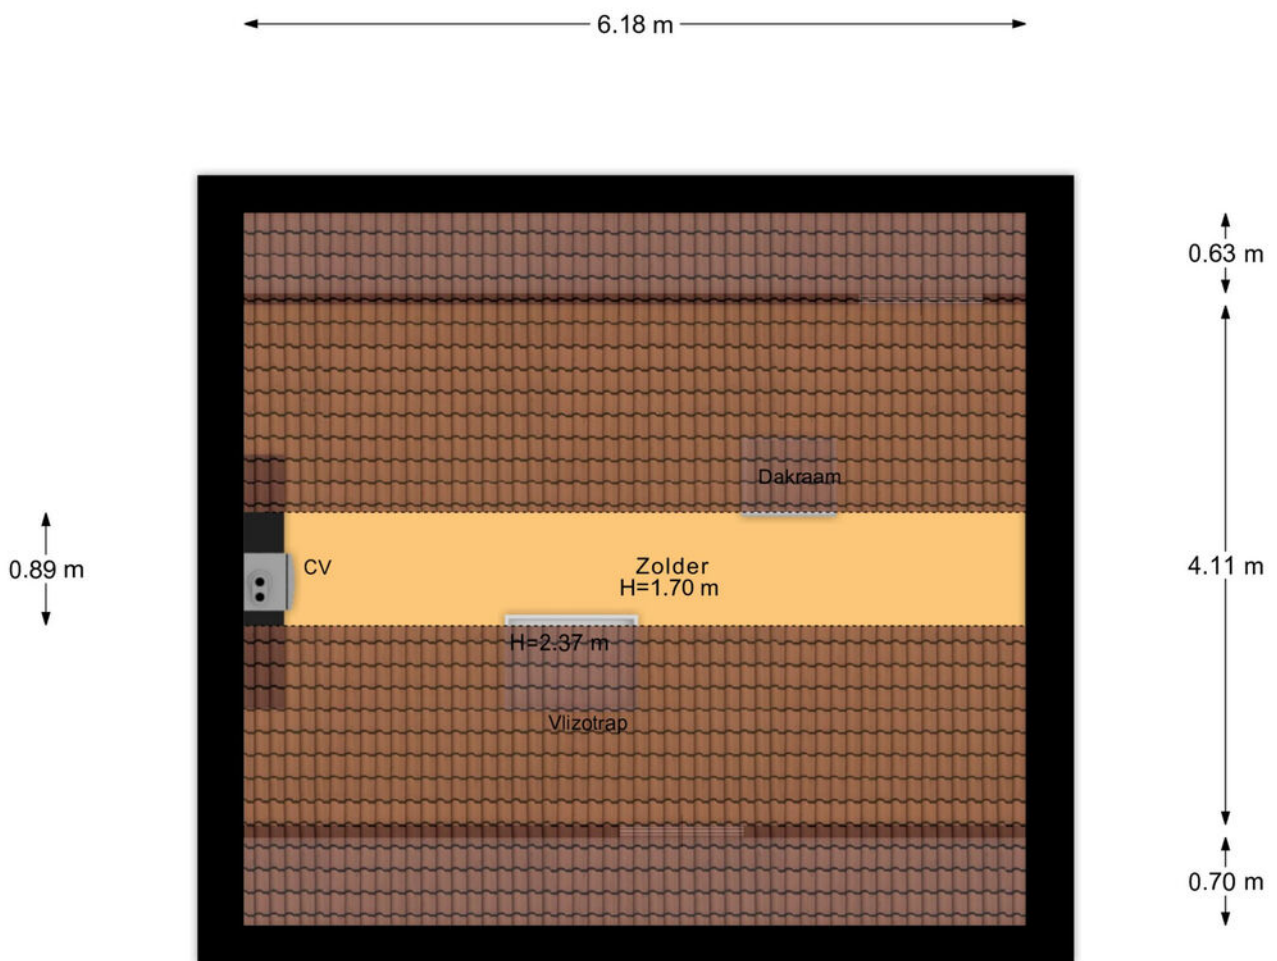 6.18 m
0.63 m
Dakraam
0.89 m
CV
Zolder
H=1.70 m
4.11 m
H=2.37 m
Vlizotrap
0.70 m